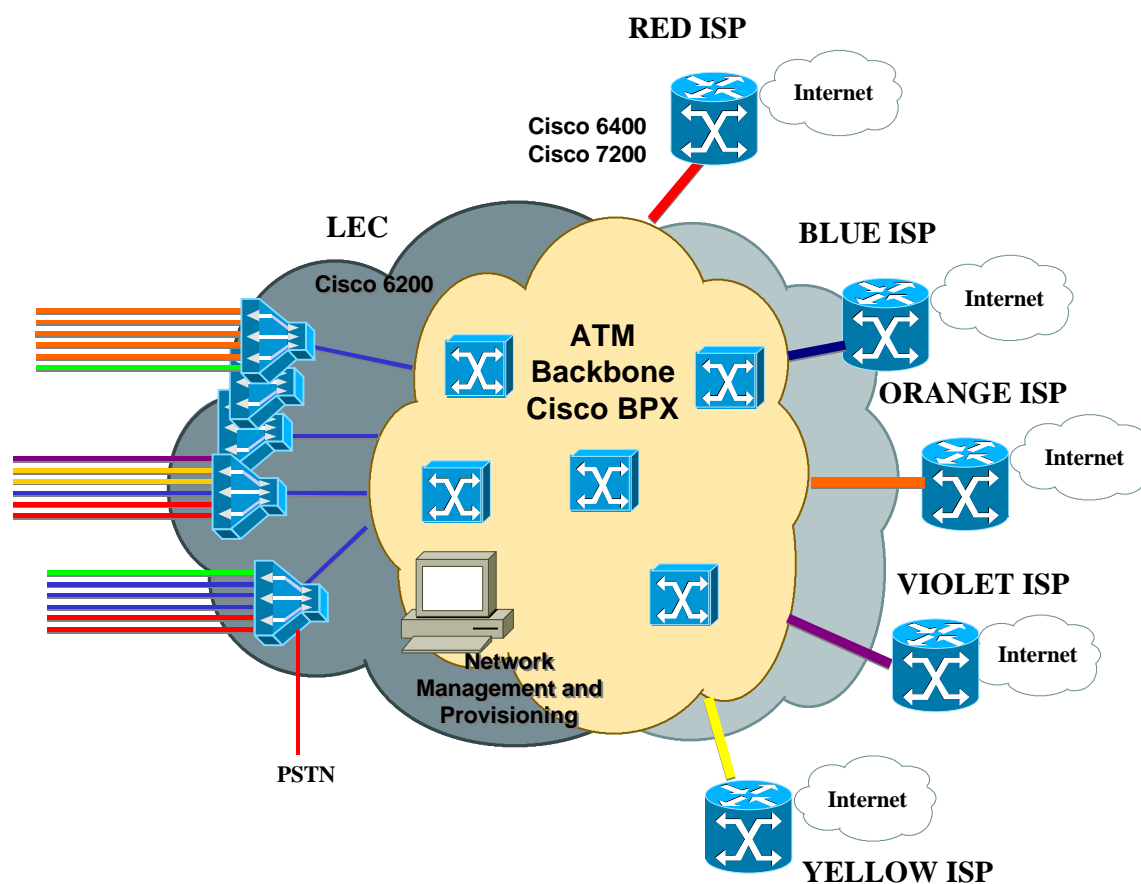 RED ISP
Internet
Cisco 6400
Cisco 7200
LEC
BLUE ISP
Cisco 6200
Internet
ATM
Backbone
Cisco BPX
ORANGE ISP
Internet
VIOLET ISP
Internet
Network
Management and
Provisioning
PSTN
Internet
YELLOW ISP